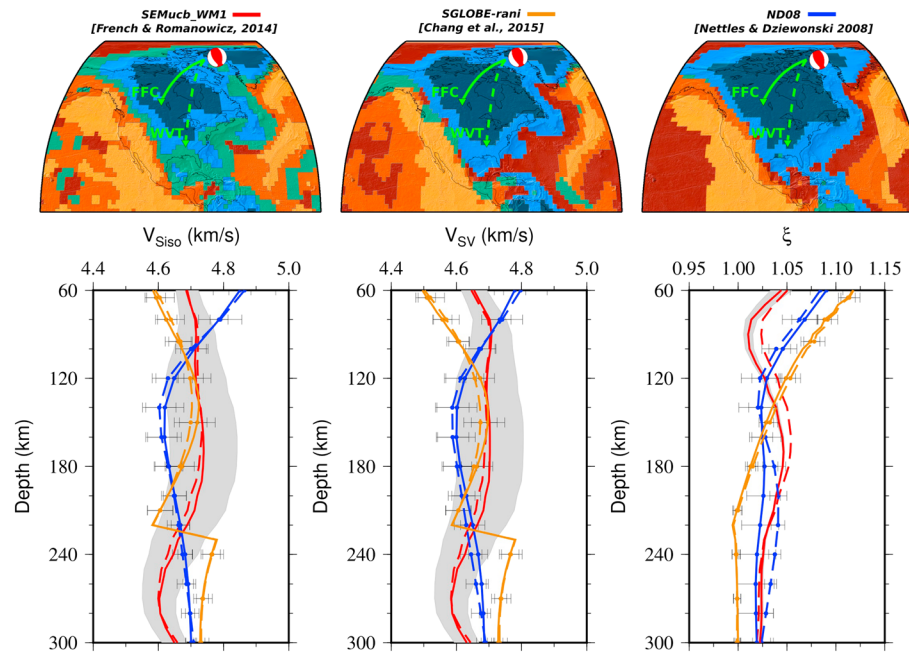 SEMucb_WM1
[French & Romanowicz, 2014]
SGLOBE-rani
[Chang et al., 2015]
ND08
[Nettles & Dziewonski 2008]
FFC
WVT
FFC
WVT
FFC
WVT
VSiso (km/s)
4.4 4.6 4.8 5.0
60
120
180
240
300
Depth (km)
VSV (km/s)
4.4 4.6 4.8 5.0
60
120
180
240
300
Depth (km)
ξ
0.95 1.00 1.05 1.10 1.15
60
120
180
240
300
Depth (km)